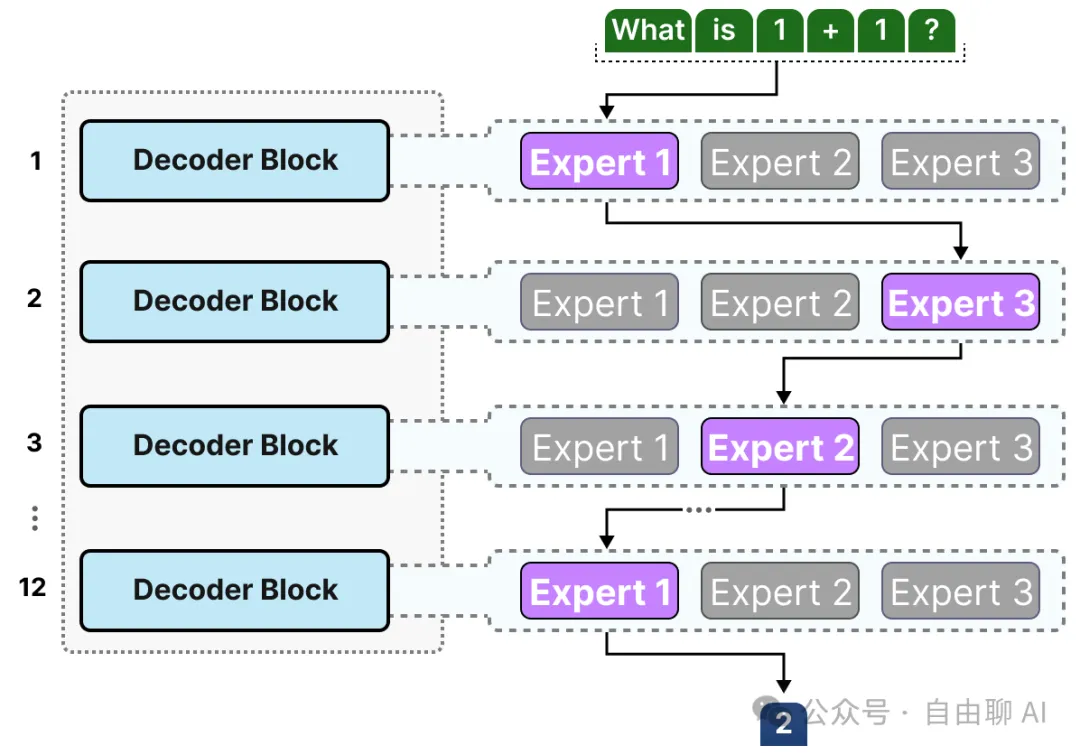 What is 1 + 1 ?
1 Decoder Block Expert 1 Expert 2 Expert 3
2 Decoder Block Expert 1 Expert 2 Expert 3
3 Decoder Block Expert 1 Expert 2 Expert 3
12 Decoder Block Expert 1 Expert 2 Expert 3
2
公众号 · 自由聊 AI